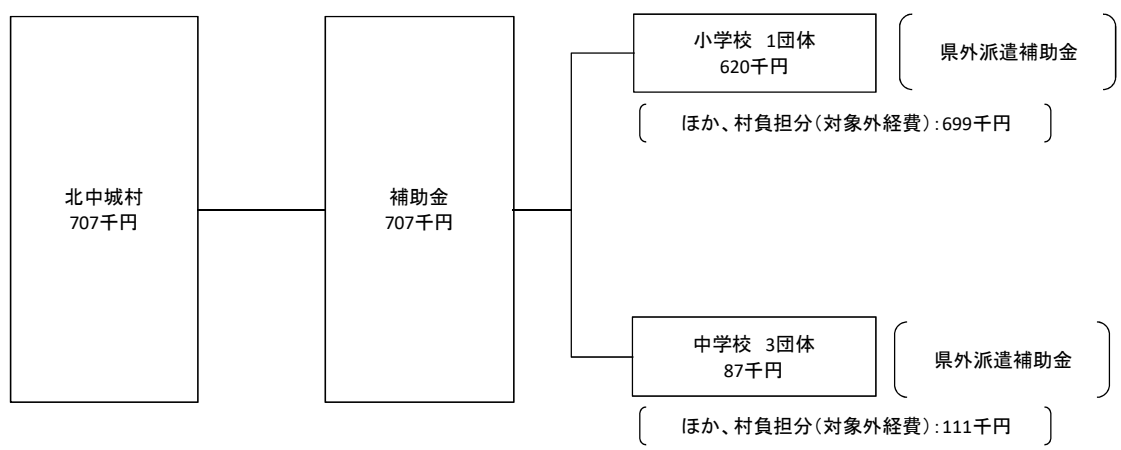 北中城村
707千円
補助金
707千円
小学校　1団体
620千円
県外派遣補助金
ほか、村負担分（対象外経費）：699千円
中学校　3団体
87千円
県外派遣補助金
ほか、村負担分（対象外経費）：111千円